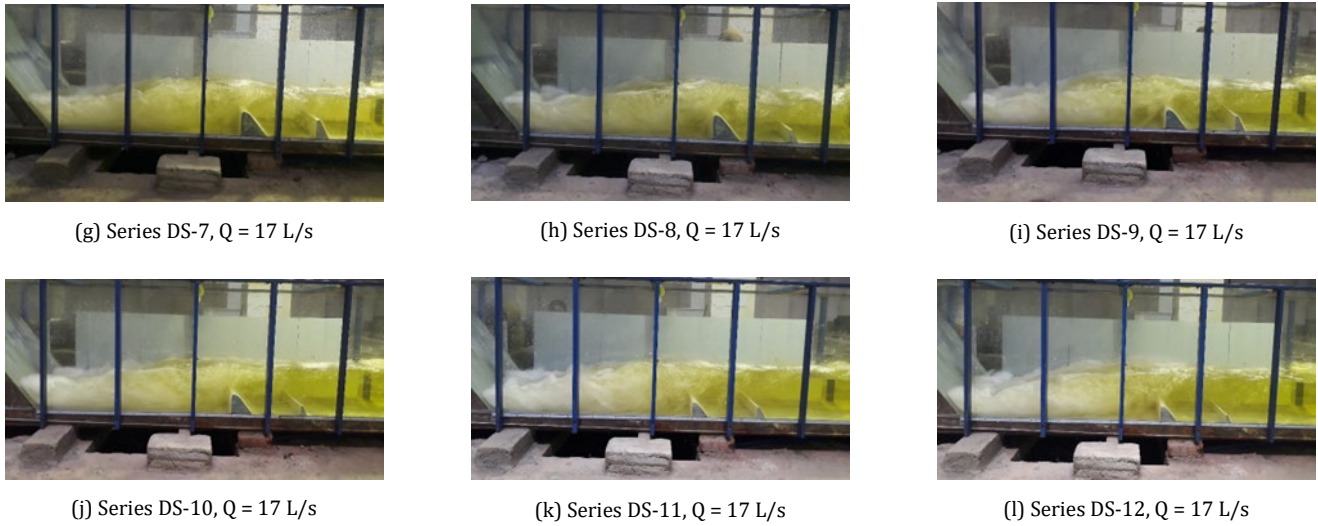 (g) Series DS-7, Q = 17 L/s
(h) Series DS-8, Q = 17 L/s
(i) Series DS-9, Q = 17 L/s
(j) Series DS-10, Q = 17 L/s
(k) Series DS-11, Q = 17 L/s
(l) Series DS-12, Q = 17 L/s